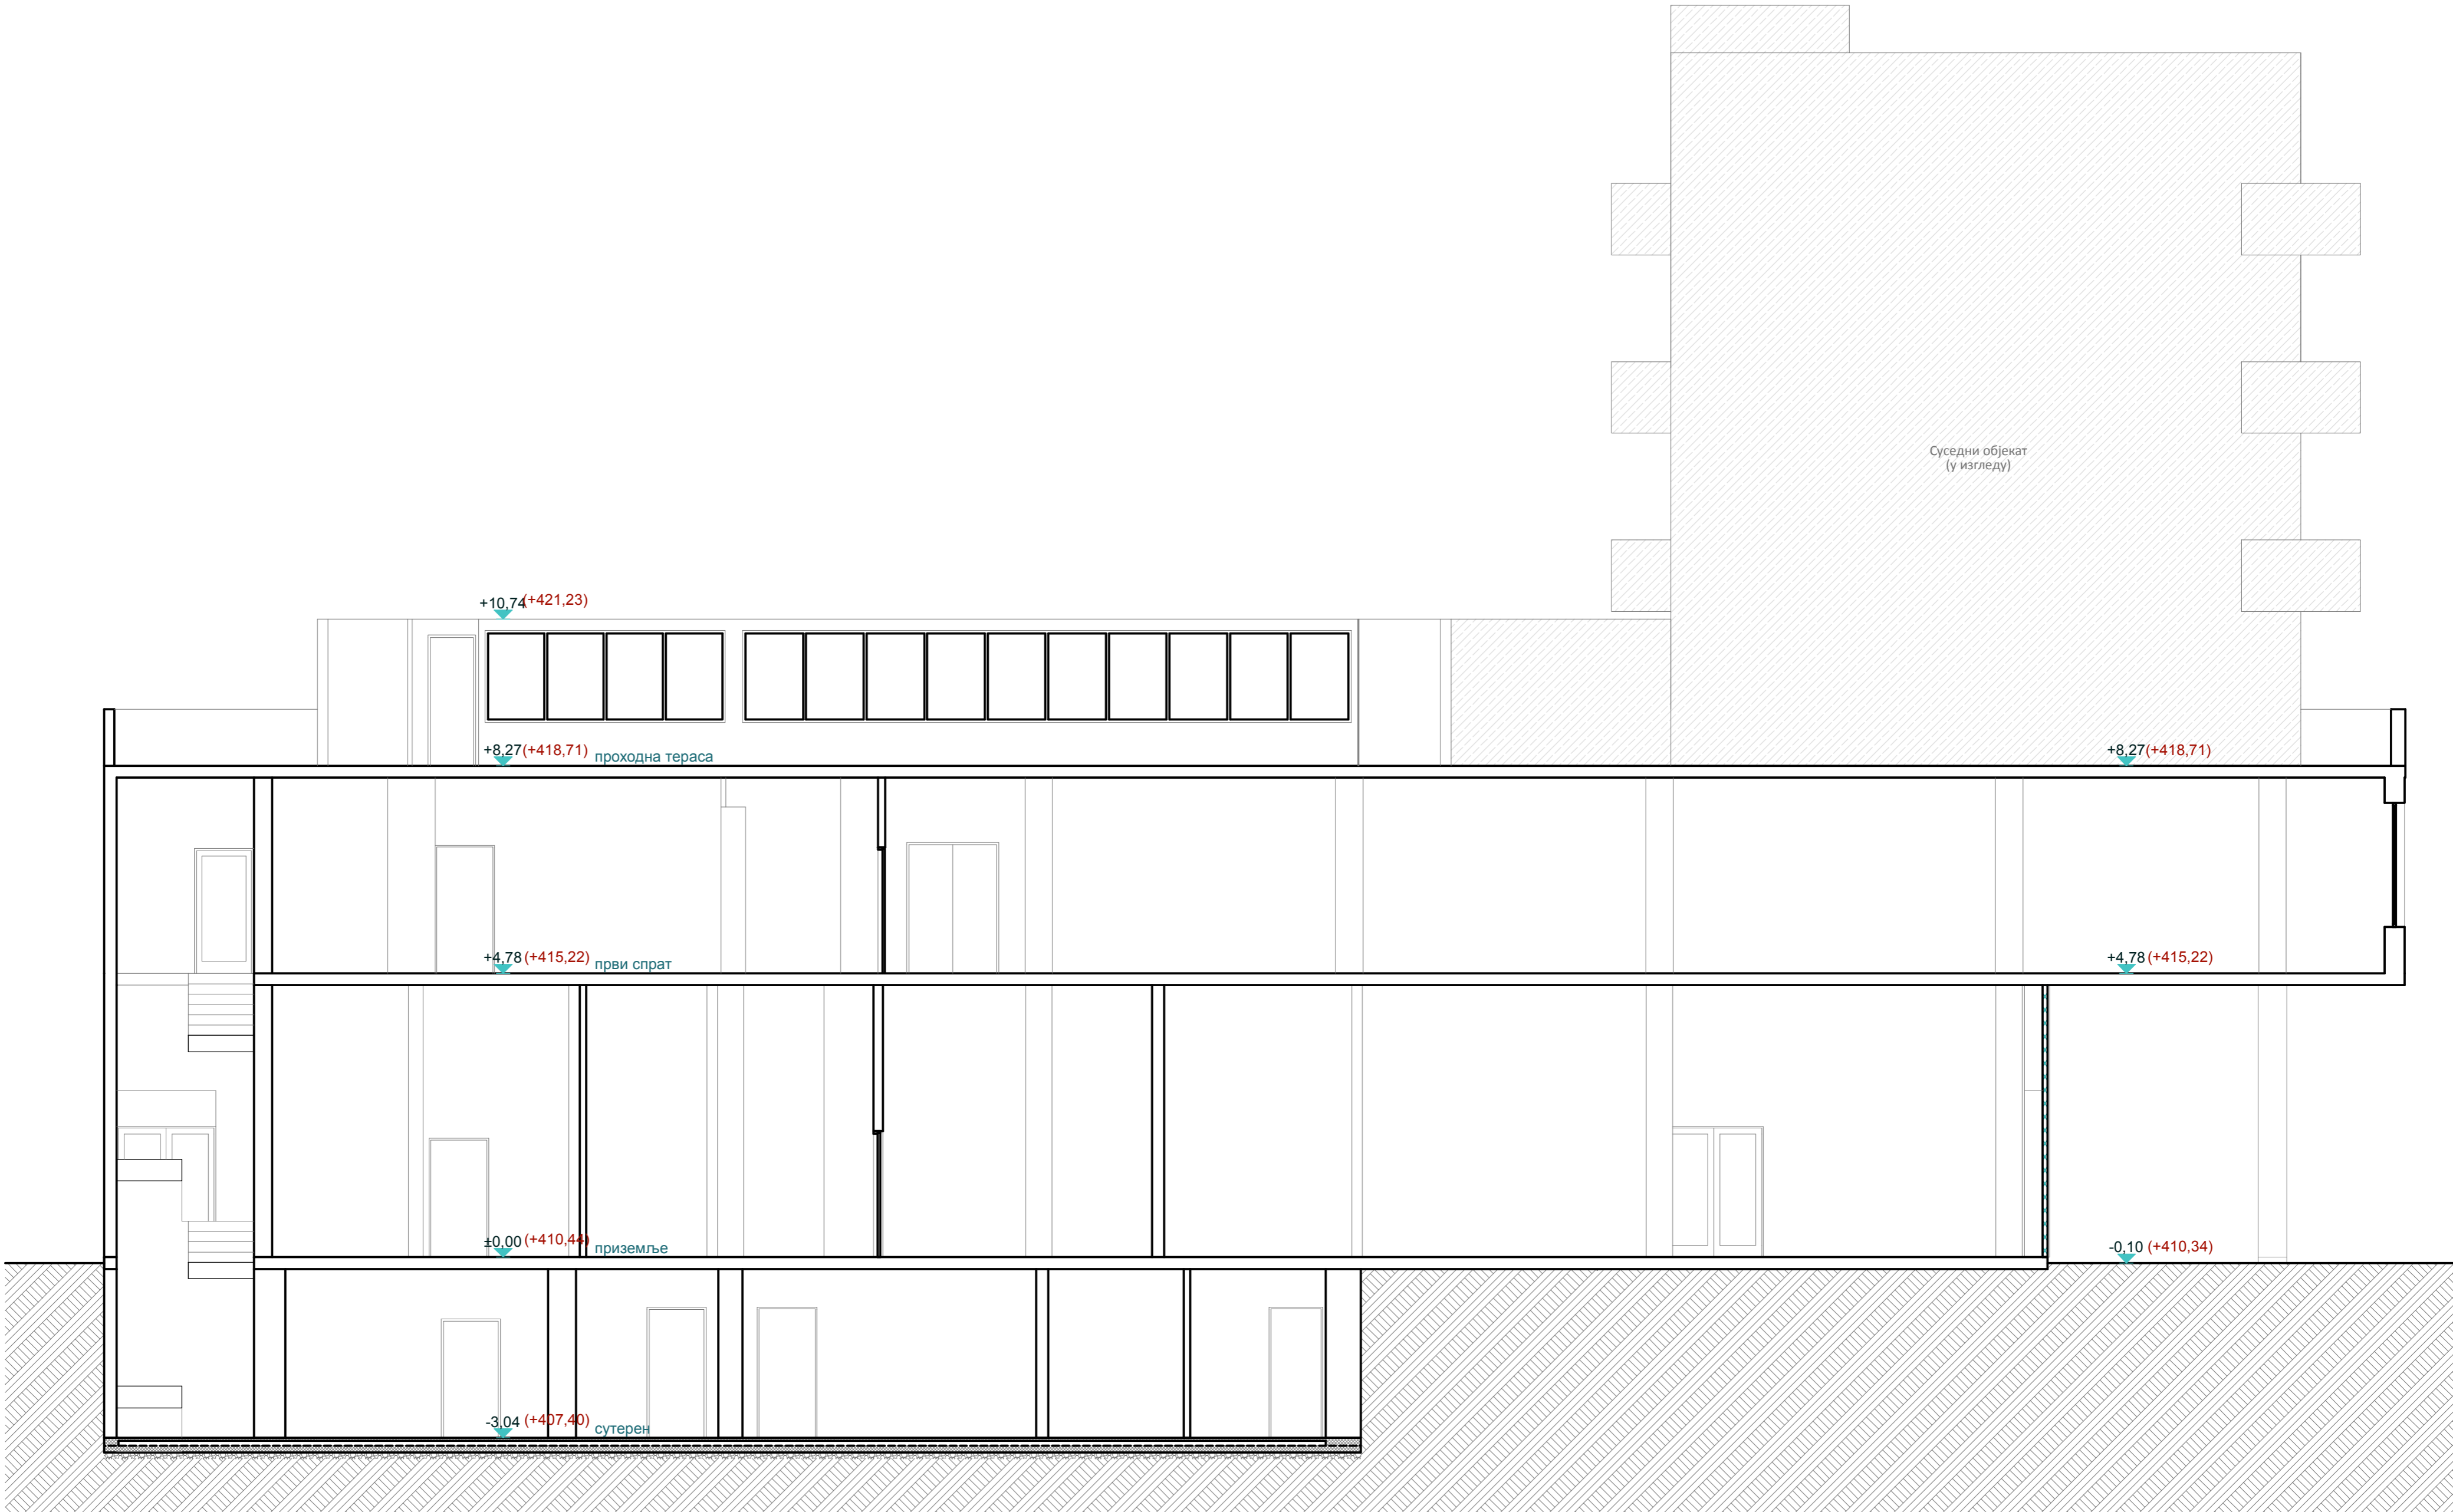 Суседни објекат
(у изгледу)
+10,74 (+421,23)
+8,27 (+418,71) проходна тераса
+8,27 (+418,71)
+4,78 (+415,22) први спрат
+4,78 (+415,22)
±0,00 (+410,44) приземље
-0,10 (+410,34)
-3,04 (+407,40) сутерен